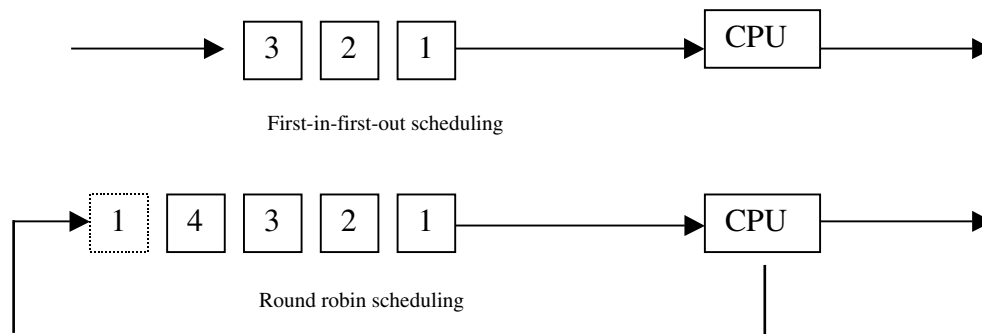 3 2 1 CPU
First-in-first-out scheduling
1 4 3 2 1 CPU
Round robin scheduling